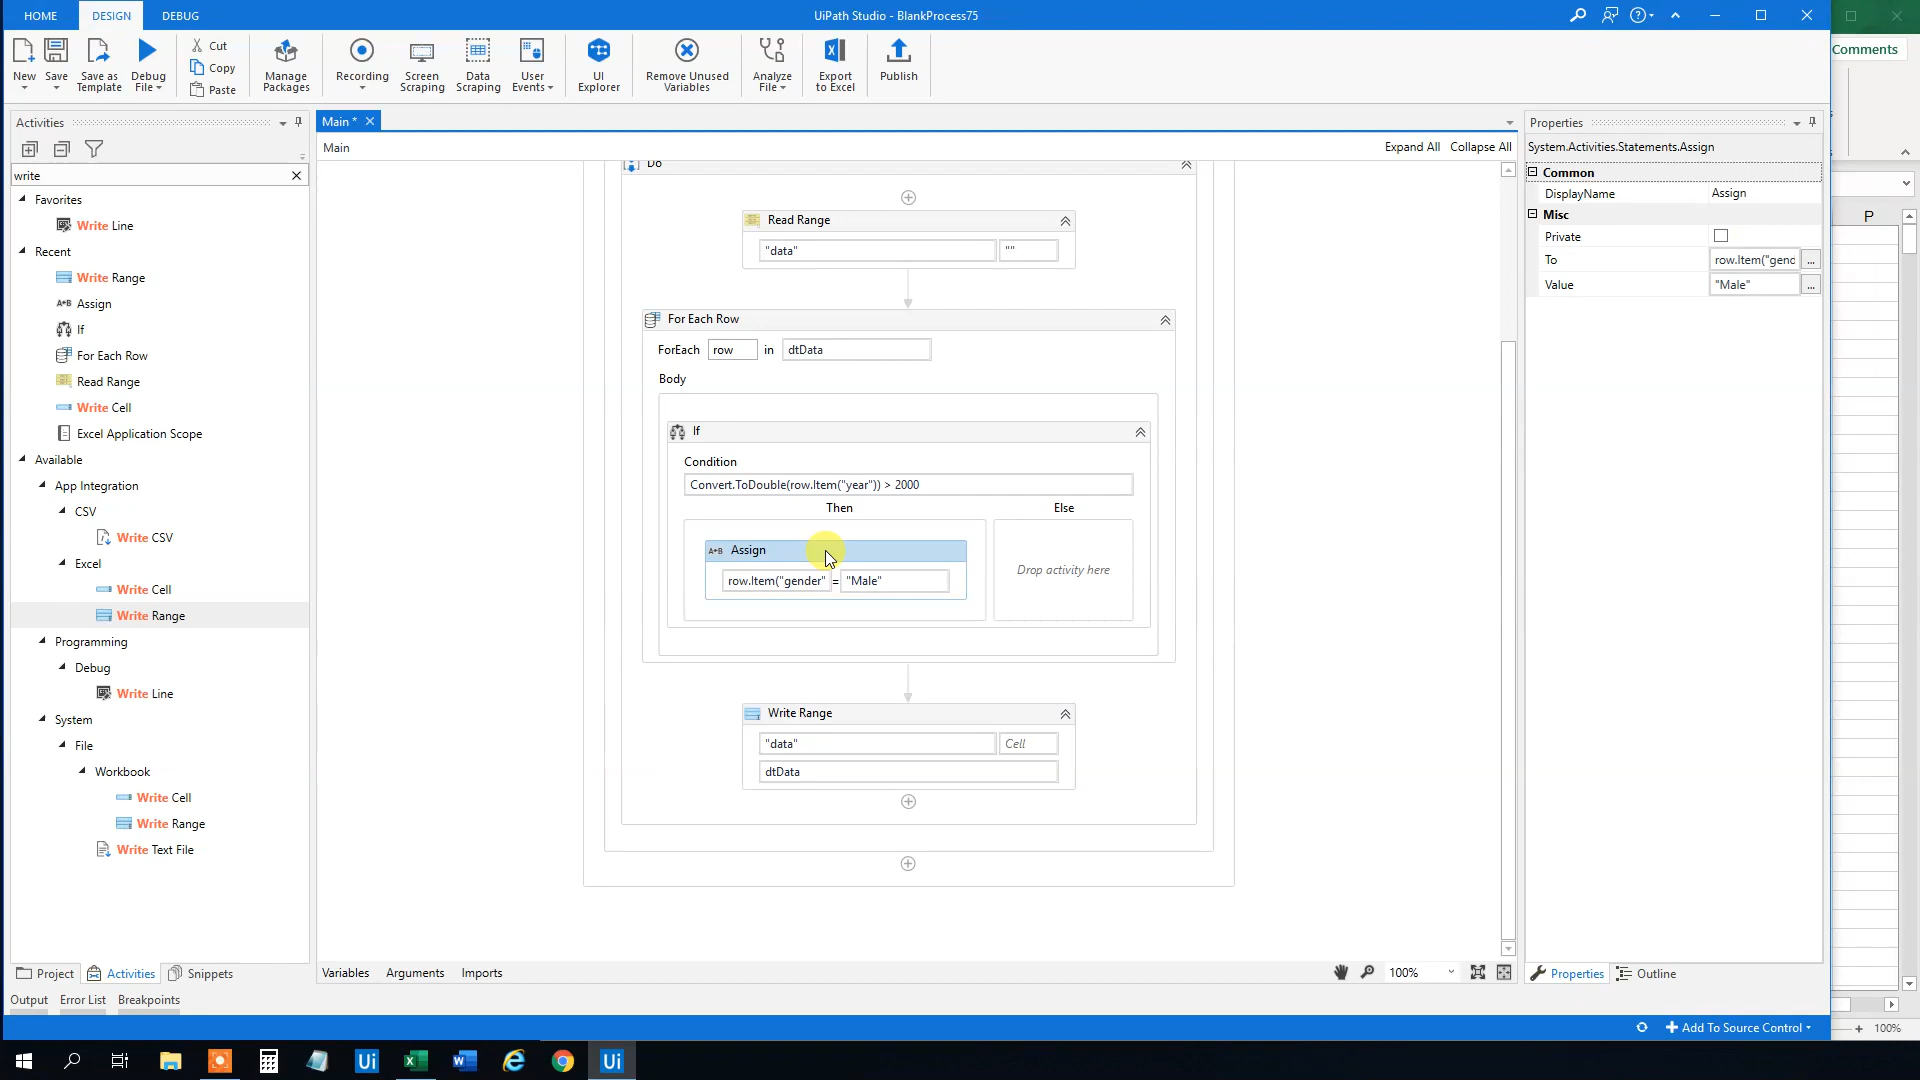 HOME
DESIGN
DEBUG
UiPath Studio - BlankProcess75
Comments
New
Save
Save as Template
Debug File
Cut
Copy
Paste
Manage Packages
Recording
Screen Scraping
Data Scraping
User Events
UI Explorer
Remove Unused Variables
Analyze File
Export to Excel
Publish
Activities
write
Favorites
Write Line
Recent
Write Range
Assign
If
For Each Row
Read Range
Write Cell
Excel Application Scope
Available
App Integration
CSV
Write CSV
Excel
Write Cell
Write Range
Programming
Debug
Write Line
System
File
Workbook
Write Cell
Write Range
Write Text File
Project
Activities
Snippets
Output
Error List
Breakpoints
Main *
Main
Expand All
Collapse All
Do
Read Range
"data"
""
For Each Row
ForEach
row
in
dtData
Body
If
Condition
Convert.ToDouble(row.Item("year")) > 2000
Then
Else
A*B Assign
row.Item("gender" = "Male"
Drop activity here
Write Range
"data"
Cell
dtData
Variables
Arguments
Imports
100%
Properties
System.Activities.Statements.Assign
Common
DisplayName
Assign
Misc
Private
To
row.Item("genc
...
Value
"Male"
...
Properties
Outline
Add To Source Control
P
100%